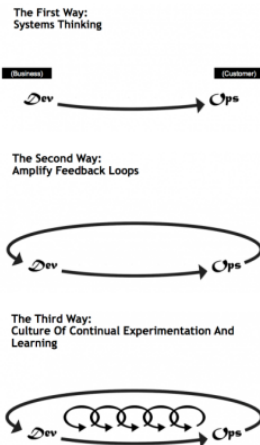 The First Way:
Systems Thinking
(Business) (Customer)
Dev Ops
The Second Way:
Amplify Feedback Loops
Dev Ops
The Third Way:
Culture Of Continual Experimentation And
Learning
Dev Ops